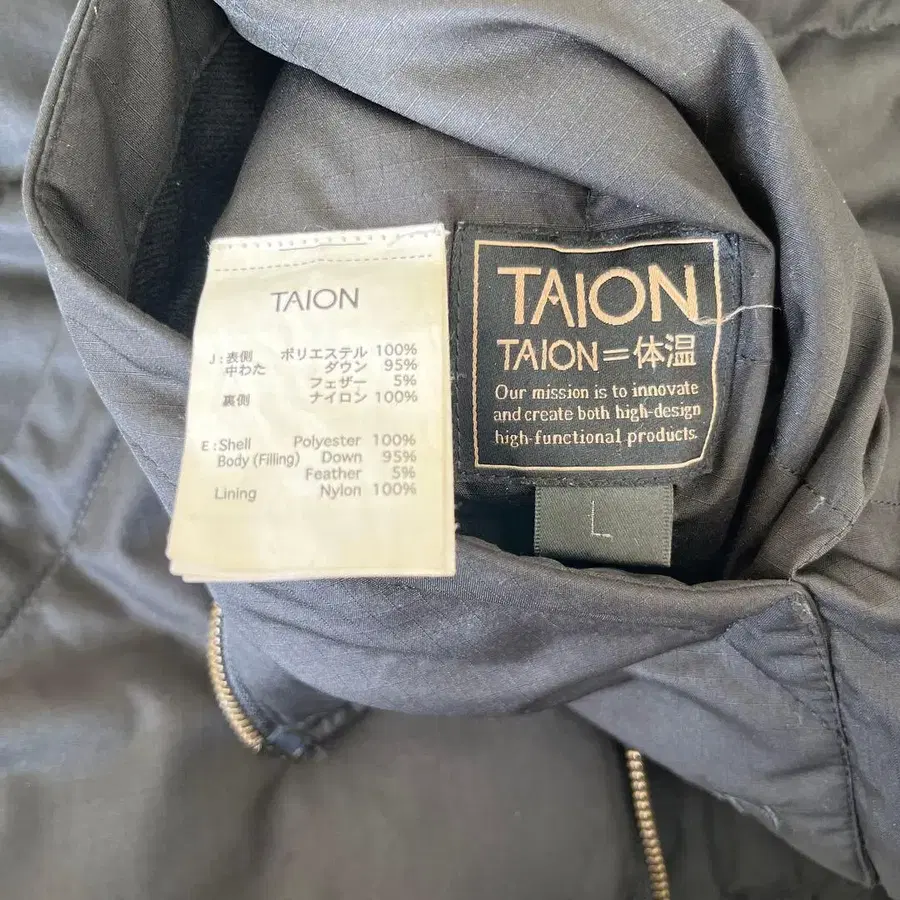 TAION
J:表側 ポリエステル 100%
中わた ダウン 95%
フェザー 5%
裏側 ナイロン 100%
E:Shell Polyester 100%
Body (Filling) Down 95%
Feather 5%
Lining Nylon 100%
TAION
TAION=体温
Our mission is to innovate
and create both high-design
high-functional products.
L